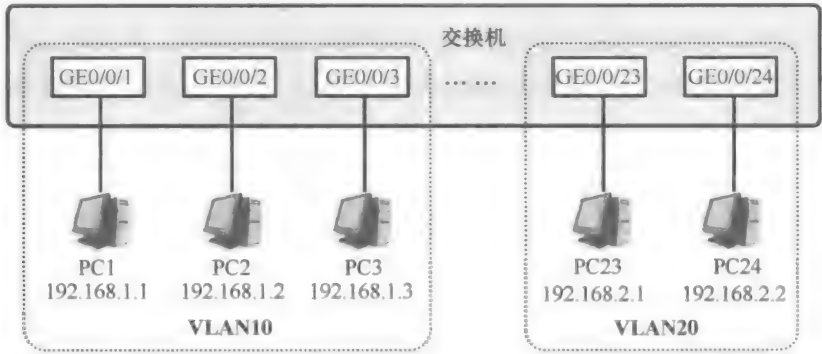 交换机
GE0/0/1 GE0/0/2 GE0/0/3 …… GE0/0/23 GE0/0/24
PC1 PC2 PC3 PC23 PC24
192.168.1.1 192.168.1.2 192.168.1.3 192.168.2.1 192.168.2.2
VLAN10 VLAN20